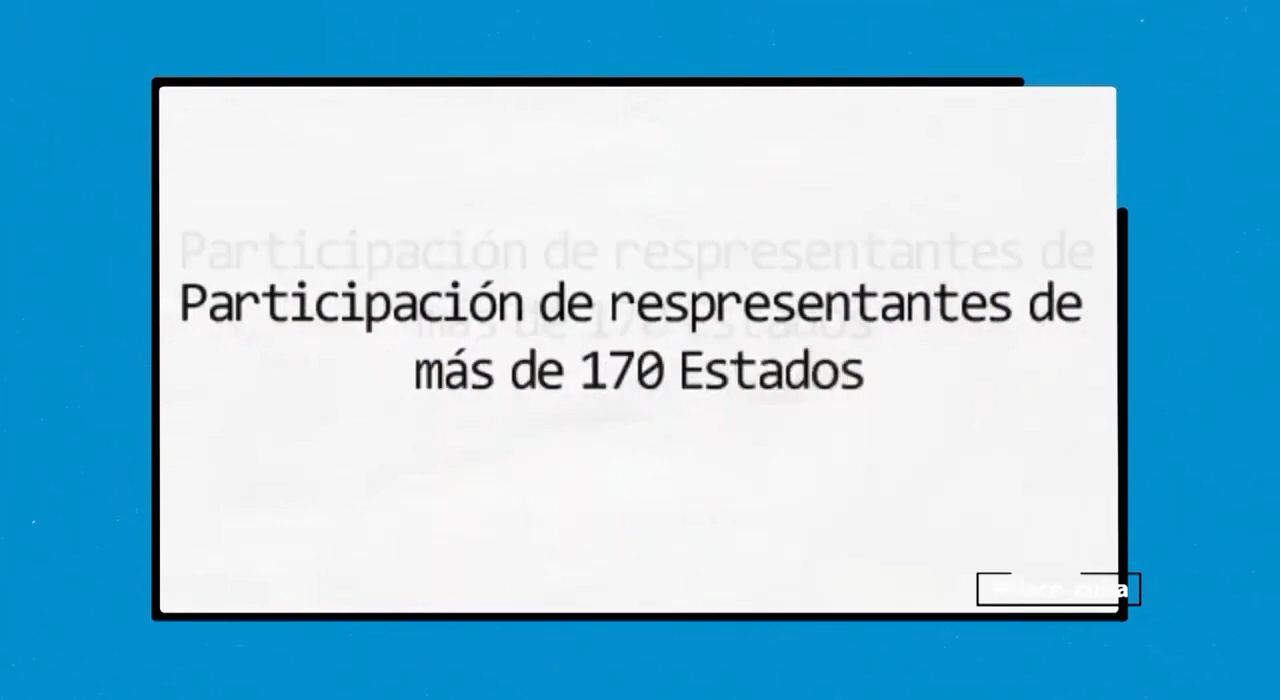 Participación de respresentantes de
más de 170 Estados